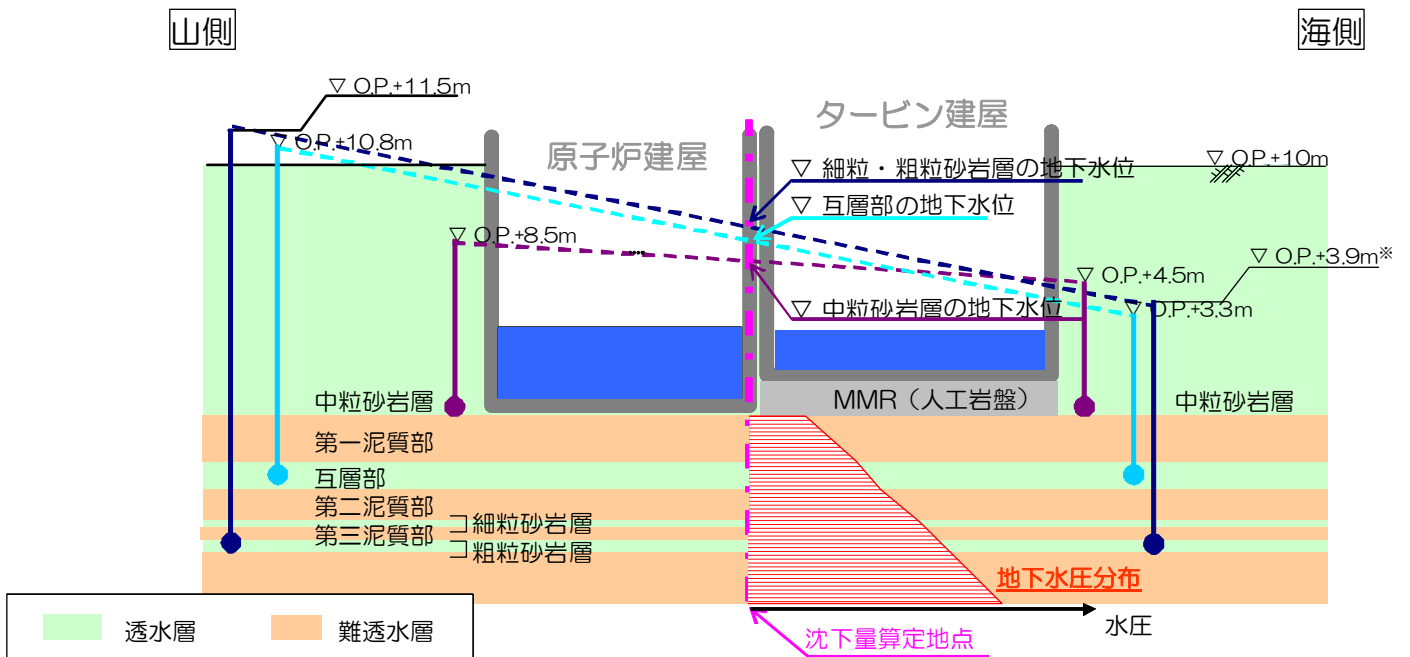 山側
海側
▽ O.P.+11.5m
タービン建屋
▽ O.P.+10.8m
原子炉建屋
▽ O.P.+10m
▽ 細粒・粗粒砂岩層の地下水位
▽ 互層部の地下水位
▽ O.P.+8.5m
▽ O.P.+3.9m※
▽ O.P.+4.5m
▽ 中粒砂岩層の地下水位
▽ O.P.+3.3m
中粒砂岩層
MMR（人工岩盤）
中粒砂岩層
第一泥質部
互層部
第二泥質部
細粒砂岩層
第三泥質部
粗粒砂岩層
地下水圧分布
水圧
透水層
難透水層
沈下量算定地点